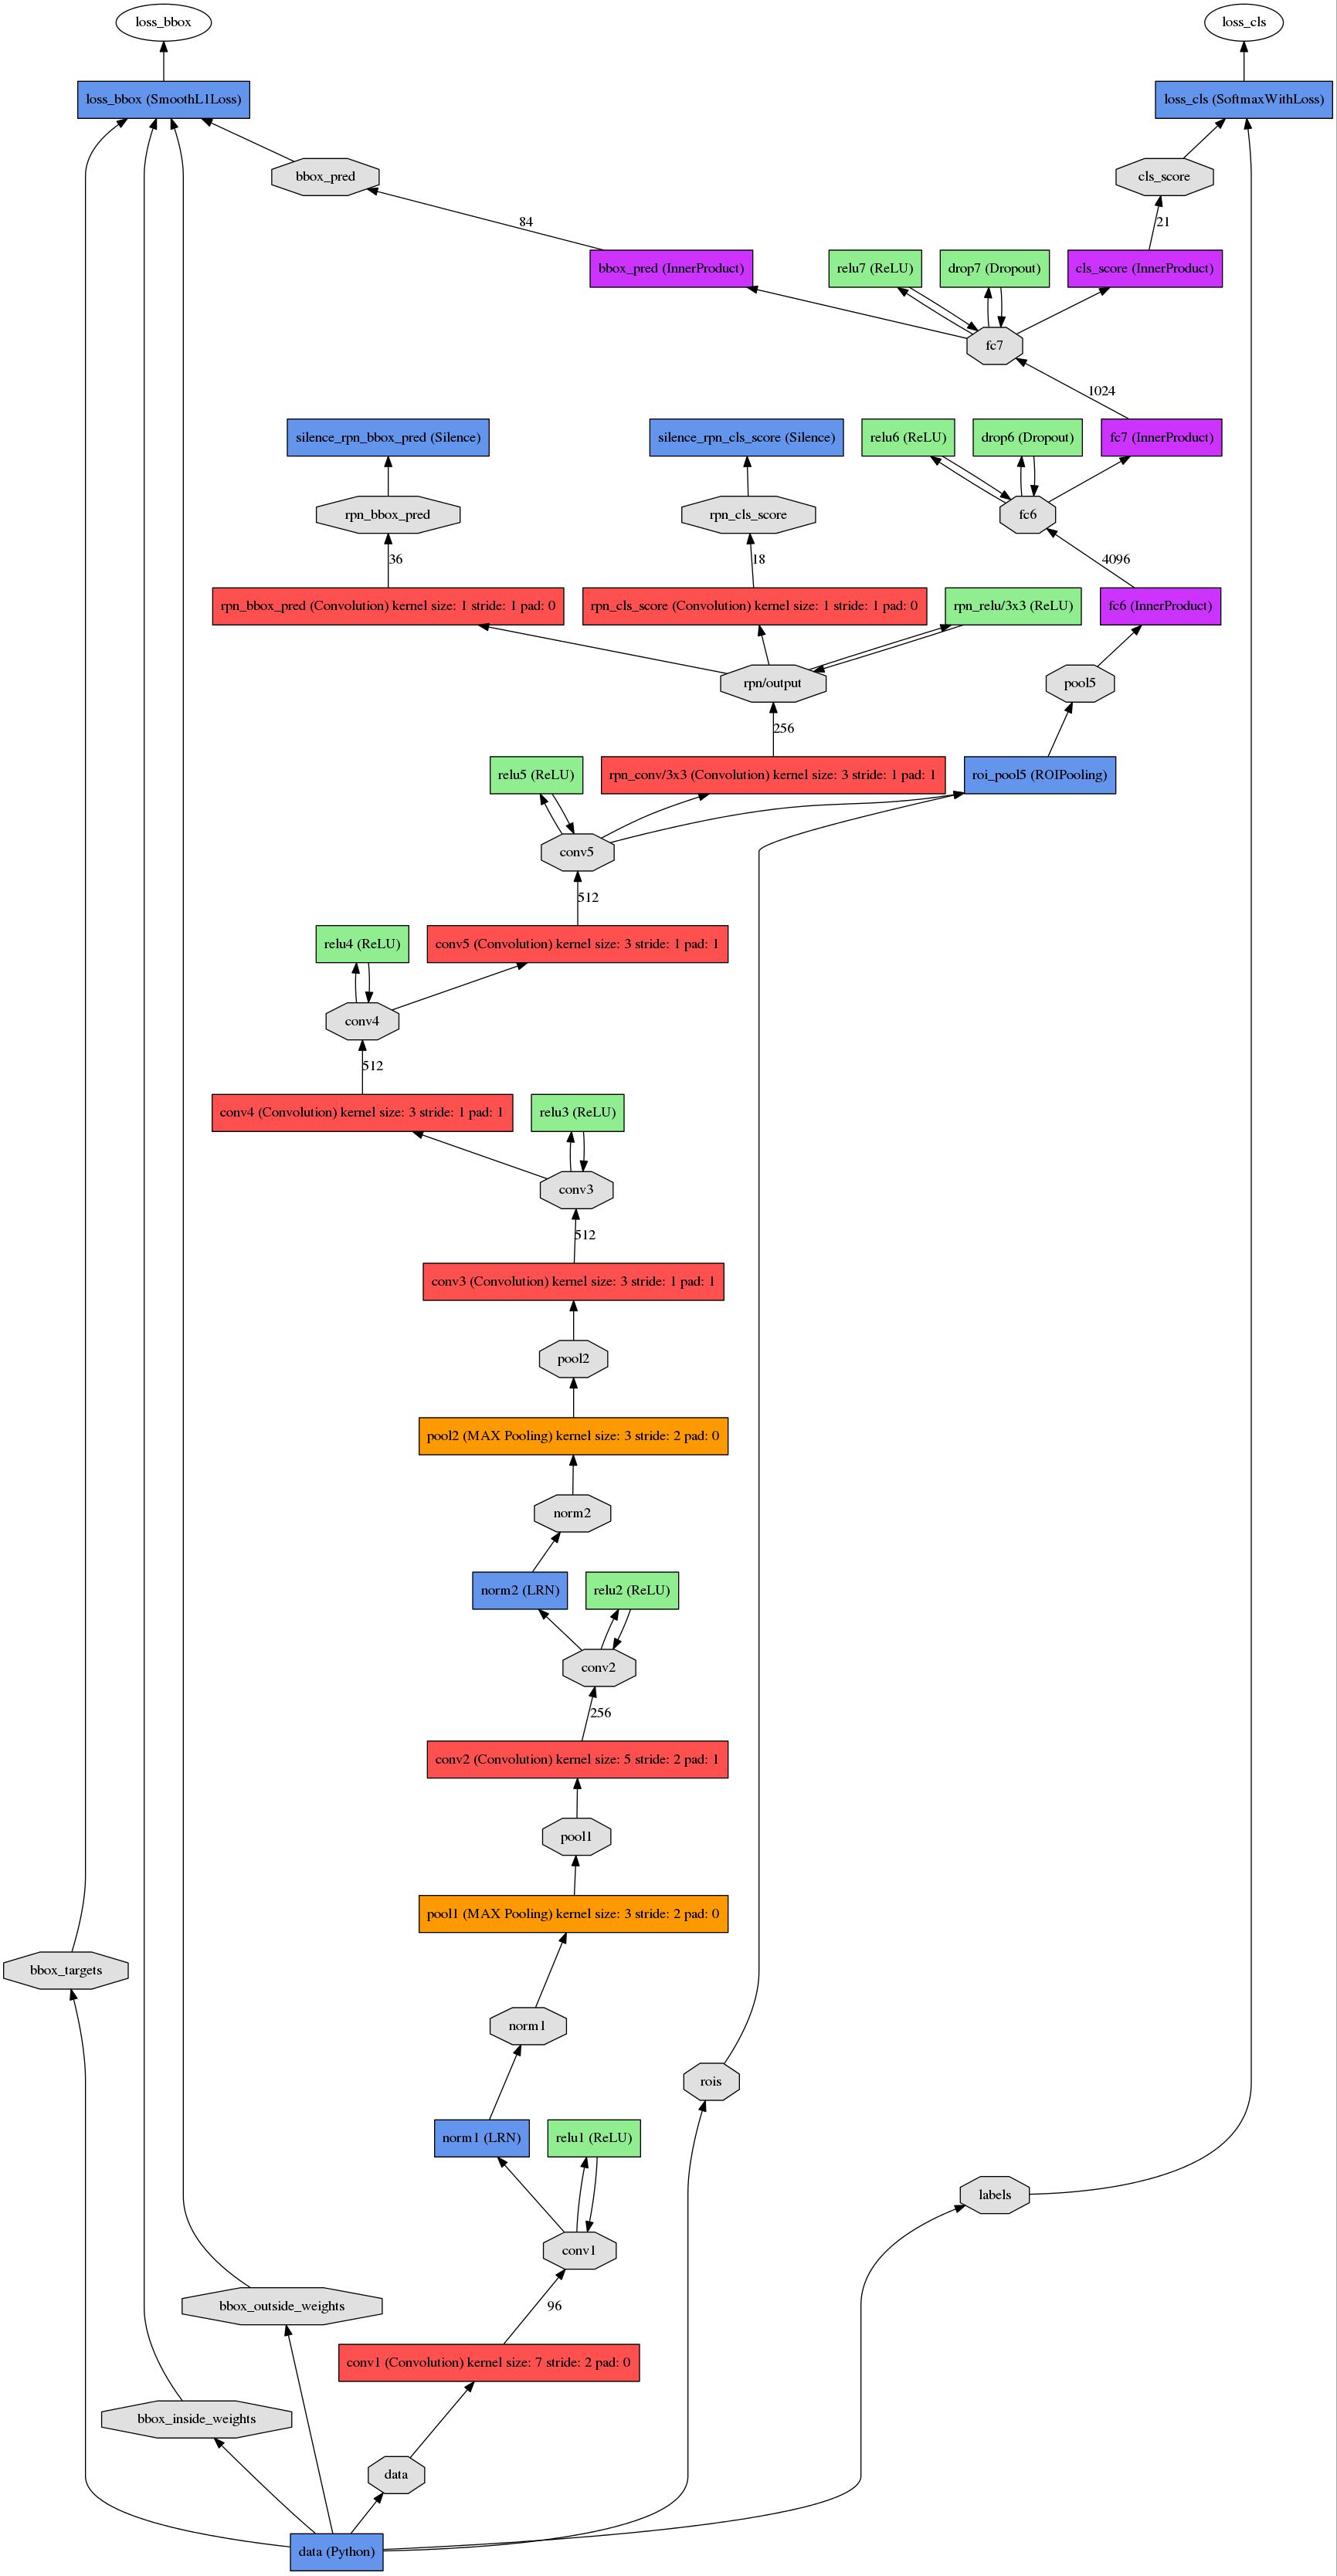 loss_bbox
loss_cls
loss_bbox (SmoothL1Loss)
loss_cls (SoftmaxWithLoss)
bbox_pred
cls_score
84
21
bbox_pred (InnerProduct)
relu7 (ReLU)
drop7 (Dropout)
cls_score (InnerProduct)
fc7
1024
silence_rpn_bbox_pred (Silence)
silence_rpn_cls_score (Silence)
relu6 (ReLU)
drop6 (Dropout)
fc7 (InnerProduct)
rpn_bbox_pred
rpn_cls_score
fc6
36
18
4096
rpn_bbox_pred (Convolution) kernel size: 1 stride: 1 pad: 0
rpn_cls_score (Convolution) kernel size: 1 stride: 1 pad: 0
rpn_relu/3x3 (ReLU)
fc6 (InnerProduct)
rpn/output
pool5
256
relu5 (ReLU)
rpn_conv/3x3 (Convolution) kernel size: 3 stride: 1 pad: 1
roi_pool5 (ROIPooling)
conv5
512
relu4 (ReLU)
conv5 (Convolution) kernel size: 3 stride: 1 pad: 1
conv4
512
conv4 (Convolution) kernel size: 3 stride: 1 pad: 1
relu3 (ReLU)
conv3
512
conv3 (Convolution) kernel size: 3 stride: 1 pad: 1
pool2
pool2 (MAX Pooling) kernel size: 3 stride: 2 pad: 0
norm2
norm2 (LRN)
relu2 (ReLU)
conv2
256
conv2 (Convolution) kernel size: 5 stride: 2 pad: 1
pool1
pool1 (MAX Pooling) kernel size: 3 stride: 2 pad: 0
bbox_targets
norm1
rois
norm1 (LRN)
relu1 (ReLU)
labels
conv1
bbox_outside_weights
96
conv1 (Convolution) kernel size: 7 stride: 2 pad: 0
bbox_inside_weights
data
data (Python)